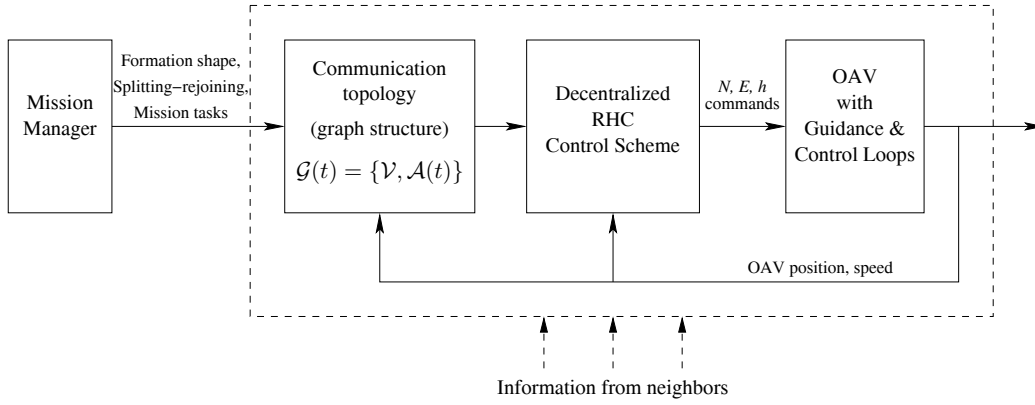 Mission
Manager
Formation shape,
Splitting−rejoining,
Mission tasks
Communication
topology
(graph structure)
𝒢(t) = {𝒱, 𝒜(t)}
Decentralized
RHC
Control Scheme
N, E, h
commands
OAV
with
Guidance &
Control Loops
OAV position, speed
Information from neighbors